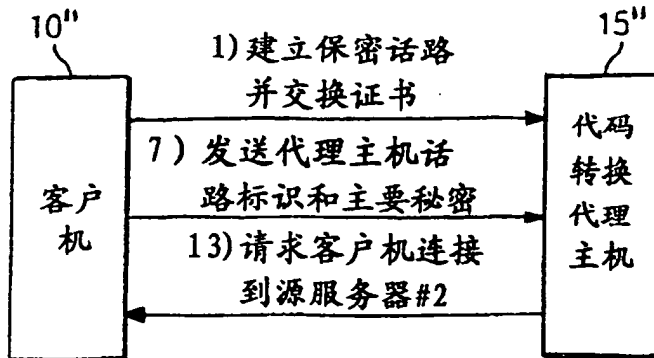 10" 15"
1)建立保密话路
并交换证书
7)发送代理主机话
路标识和主要秘密
13)请求客户机连接
到源服务器#2
客户
机
代码
转换
代理
主机